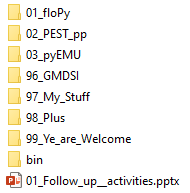 01_floPy
02_PEST_pp
03_pyEMU
96_GMDSI
97_My_Stuff
98_Plus
99_Ye_are_Welcome
bin
01_Follow_up__activities.pptx